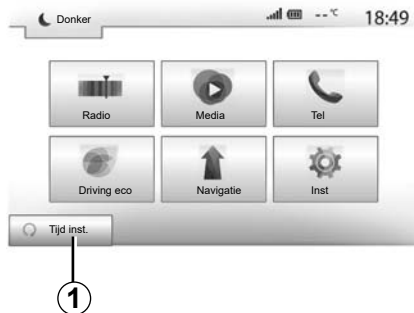 Donker
--°C
18:49
Radio
Media
Tel
Driving eco
Navigatie
Inst
Tijd inst.
1